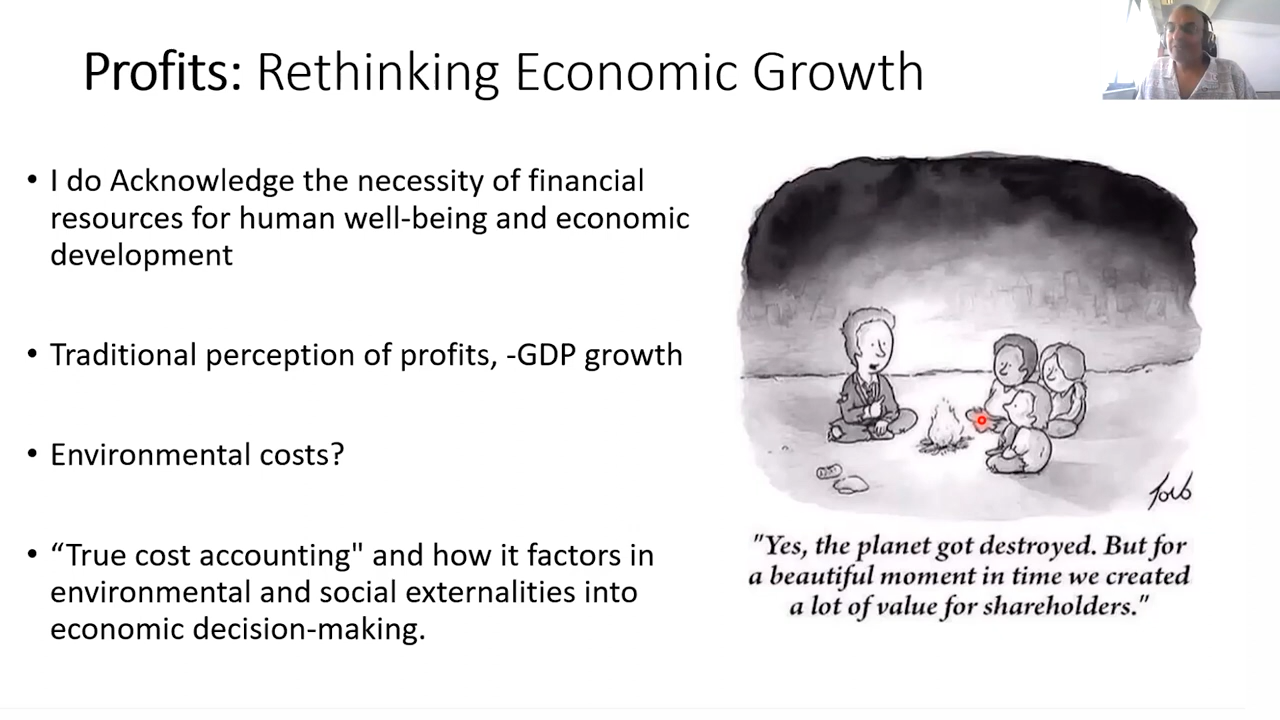 Profits: Rethinking Economic Growth
• I do Acknowledge the necessity of financial
resources for human well-being and economic
development
• Traditional perception of profits, -GDP growth
• Environmental costs?
• “True cost accounting" and how it factors in
environmental and social externalities into
economic decision-making.
"Yes, the planet got destroyed. But for
a beautiful moment in time we created
a lot of value for shareholders."